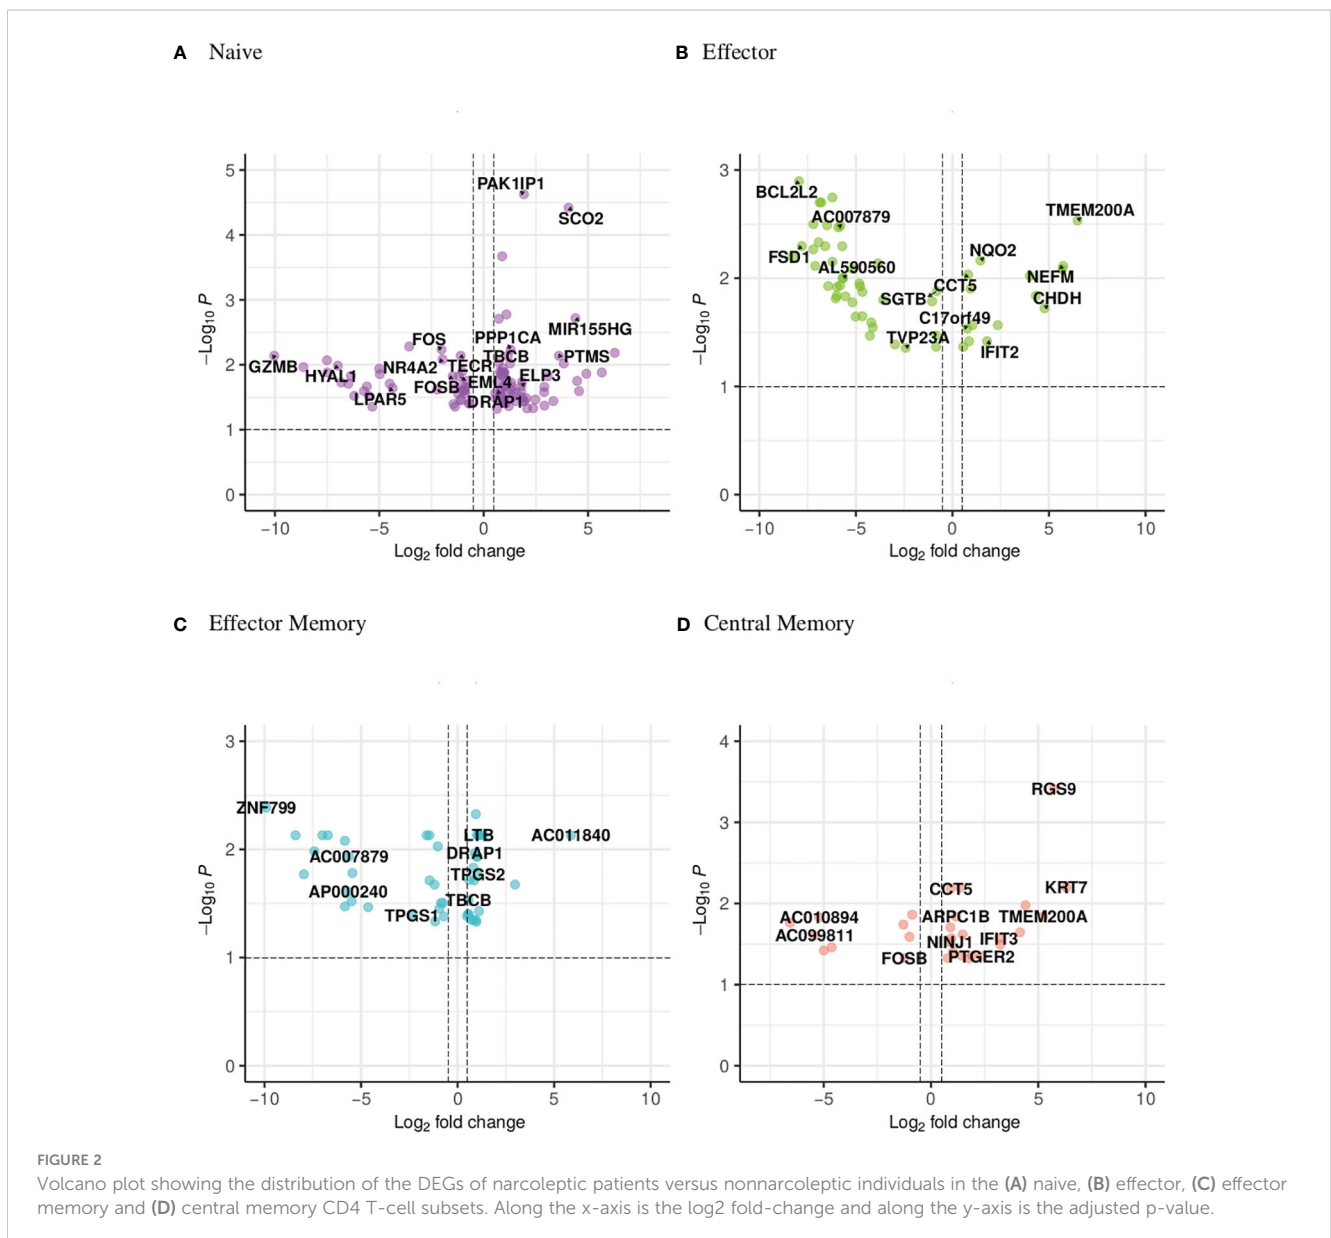 A Naive
B Effector
5
4
3
2
1
0
−Log10 P
PAK1IP1
SCO2
MIR155HG
FOS
PPP1CA
GZMB
TBCB
PTMS
HYAL1
NR4A2
TECR
ELP3
FOSB
EML4
LPAR5
DRAP1
−10 −5 0 5
Log2 fold change
3
2
1
0
−Log10 P
BCL2L2
TMEM200A
AC007879
NQO2
FSD1
AL590560
NEFM
CCT5
SGTB
CHDH
C17orf49
TVP23A
IFIT2
−10 −5 0 5 10
Log2 fold change
C Effector Memory
D Central Memory
3
2
1
0
−Log10 P
ZNF799
LTB
AC011840
AC007879
DRAP1
TPGS2
AP000240
TBCB
TPGS1
−10 −5 0 5 10
Log2 fold change
4
3
2
1
0
−Log10 P
RGS9
CCT5
KRT7
AC010894
ARPC1B
TMEM200A
AC099811
NINJ1
IFIT3
FOSB
PTGER2
−5 0 5 10
Log2 fold change
FIGURE 2
Volcano plot showing the distribution of the DEGs of narcoleptic patients versus nonnarcoleptic individuals in the (A) naive, (B) effector, (C) effector
memory and (D) central memory CD4 T-cell subsets. Along the x-axis is the log2 fold-change and along the y-axis is the adjusted p-value.